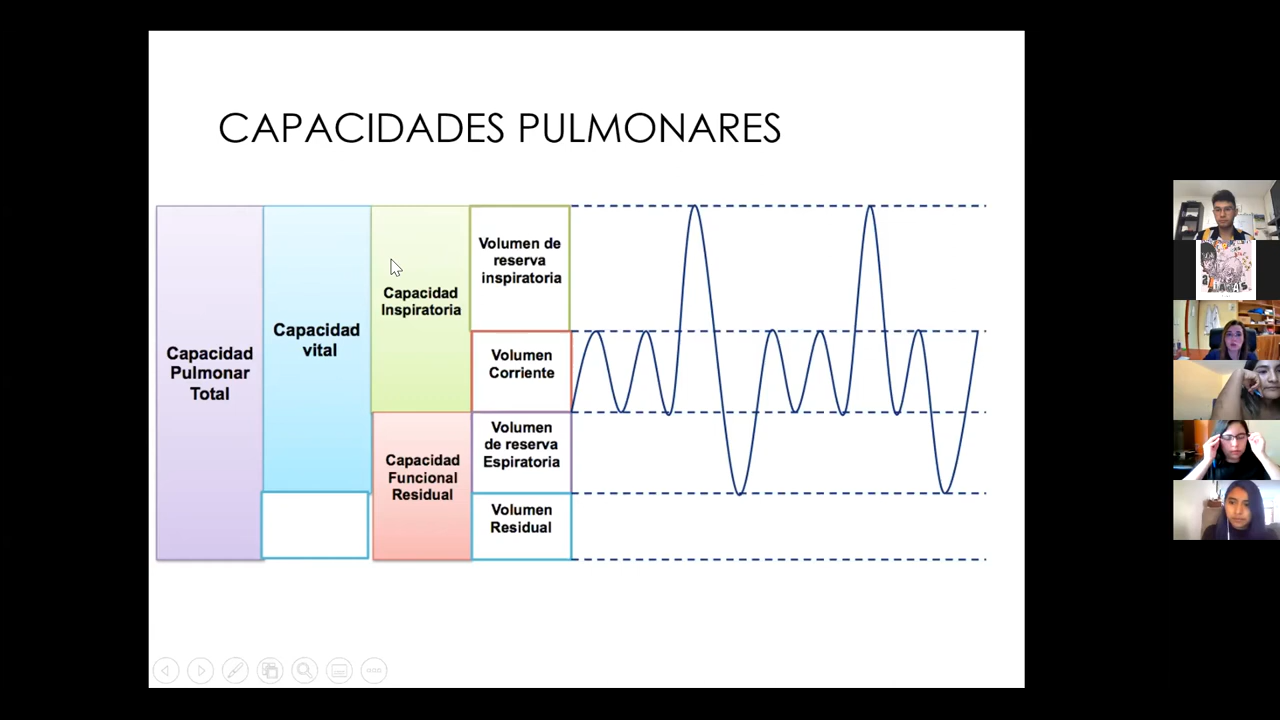 CAPACIDADES PULMONARES
Capacidad
Pulmonar
Total
Capacidad
vital
Capacidad
Inspiratoria
Capacidad
Funcional
Residual
Volumen de
reserva
inspiratoria
Volumen
Corriente
Volumen
de reserva
Espiratoria
Volumen
Residual